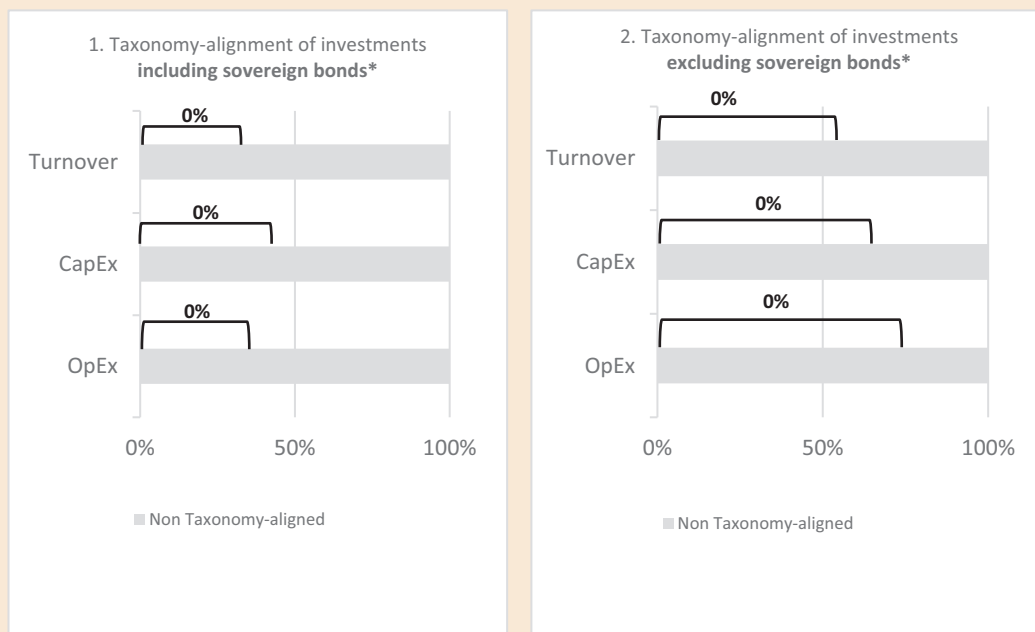 1. Taxonomy-alignment of investments
including sovereign bonds*
0%
Turnover
0%
CapEx
0%
OpEx
0%
50%
100%
Non Taxonomy-aligned
2. Taxonomy-alignment of investments
excluding sovereign bonds*
0%
Turnover
0%
CapEx
0%
OpEx
0%
50%
100%
Non Taxonomy-aligned